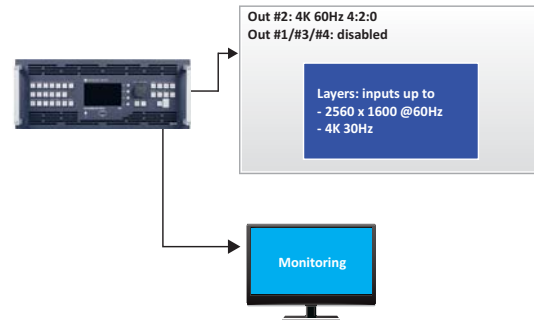 Out #2: 4K 60Hz 4:2:0
Out #1/#3/#4: disabled
Layers: inputs up to
- 2560 x 1600 @60Hz
- 4K 30Hz
Monitoring